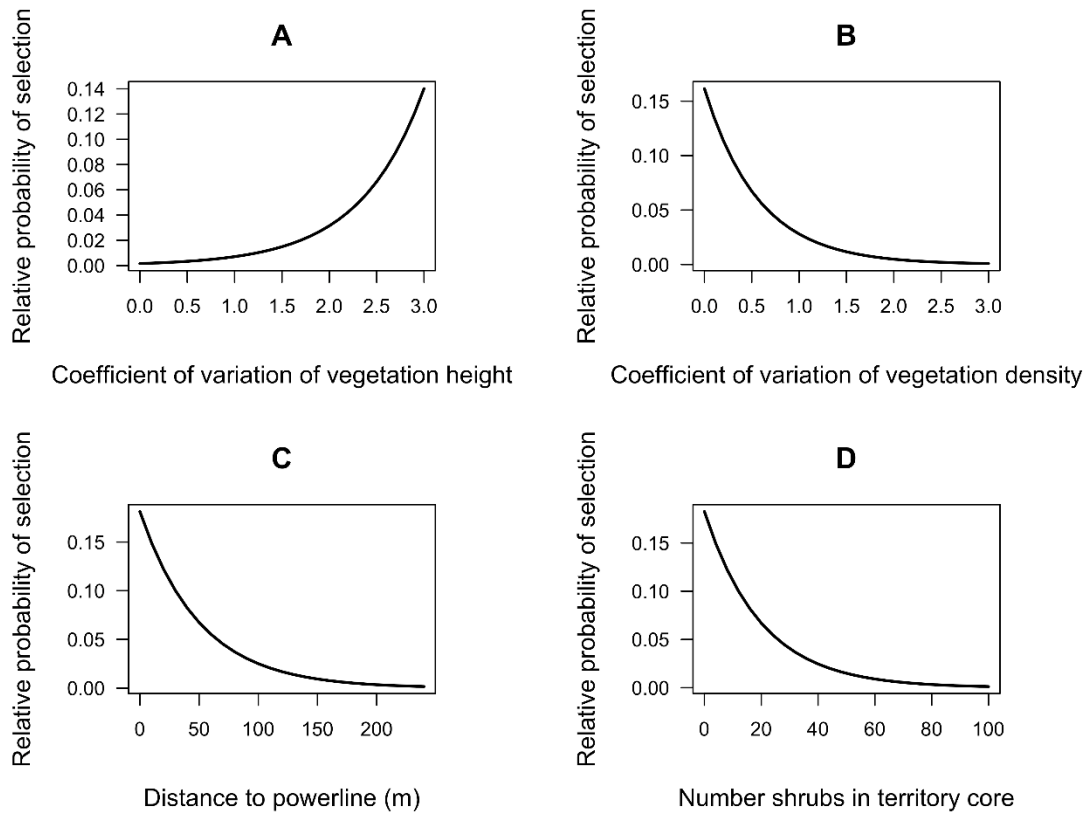 A
Relative probability of selection
0.14
0.12
0.10
0.08
0.06
0.04
0.02
0.00
0.0 0.5 1.0 1.5 2.0 2.5 3.0
Coefficient of variation of vegetation height
B
Relative probability of selection
0.15
0.10
0.05
0.00
0.0 0.5 1.0 1.5 2.0 2.5 3.0
Coefficient of variation of vegetation density
C
Relative probability of selection
0.15
0.10
0.05
0.00
0 50 100 150 200
Distance to powerline (m)
D
Relative probability of selection
0.15
0.10
0.05
0.00
0 20 40 60 80 100
Number shrubs in territory core